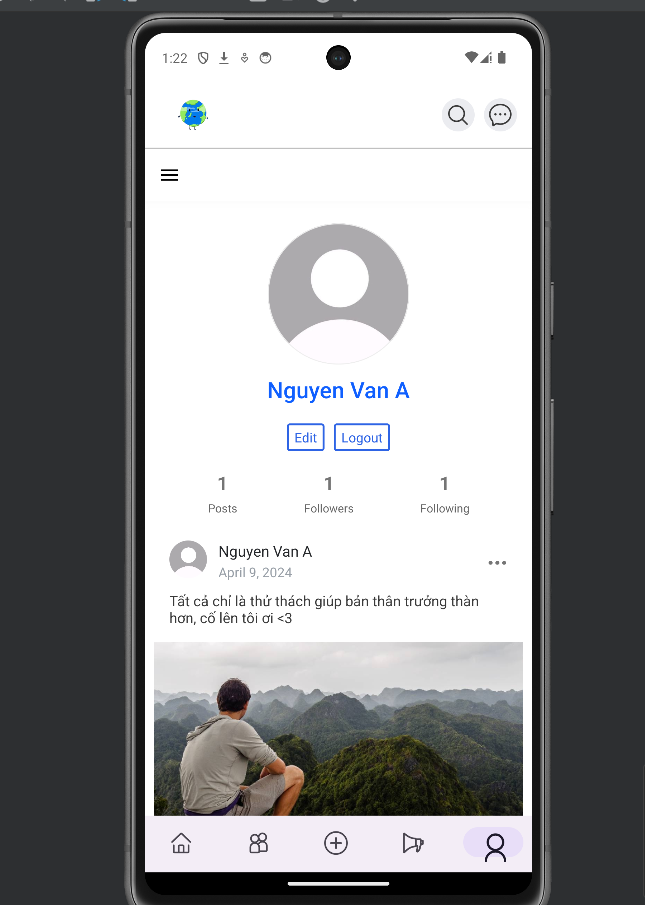 1:22
Nguyen Van A
Edit Logout
1 1 1
Posts Followers Following
Nguyen Van A
April 9, 2024
Tất cả chỉ là thử thách giúp bản thân trưởng thàn
hơn, cố lên tôi ơi <3